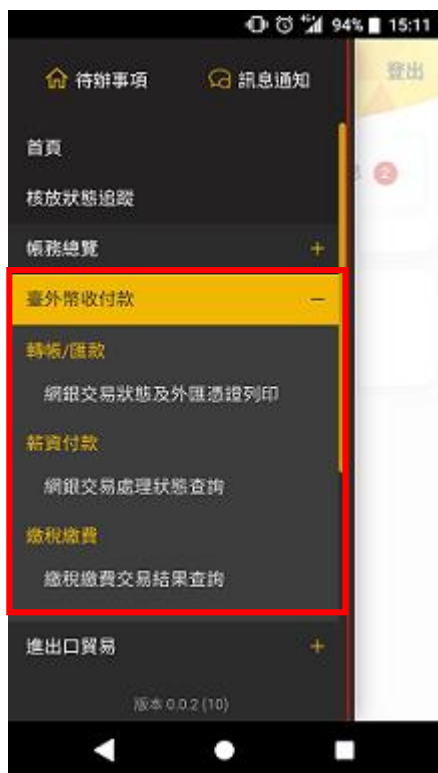 94% 15:11
待辦事項 訊息通知 登出
首頁
2
核放狀態追蹤
帳務總覽 +
臺外幣收付款 −
轉帳/匯款
網銀交易狀態及外匯憑證列印
薪資付款
網銀交易處理狀態查詢
繳稅繳費
繳稅繳費交易結果查詢
進出口貿易 +
版本 0.0.2 (10)